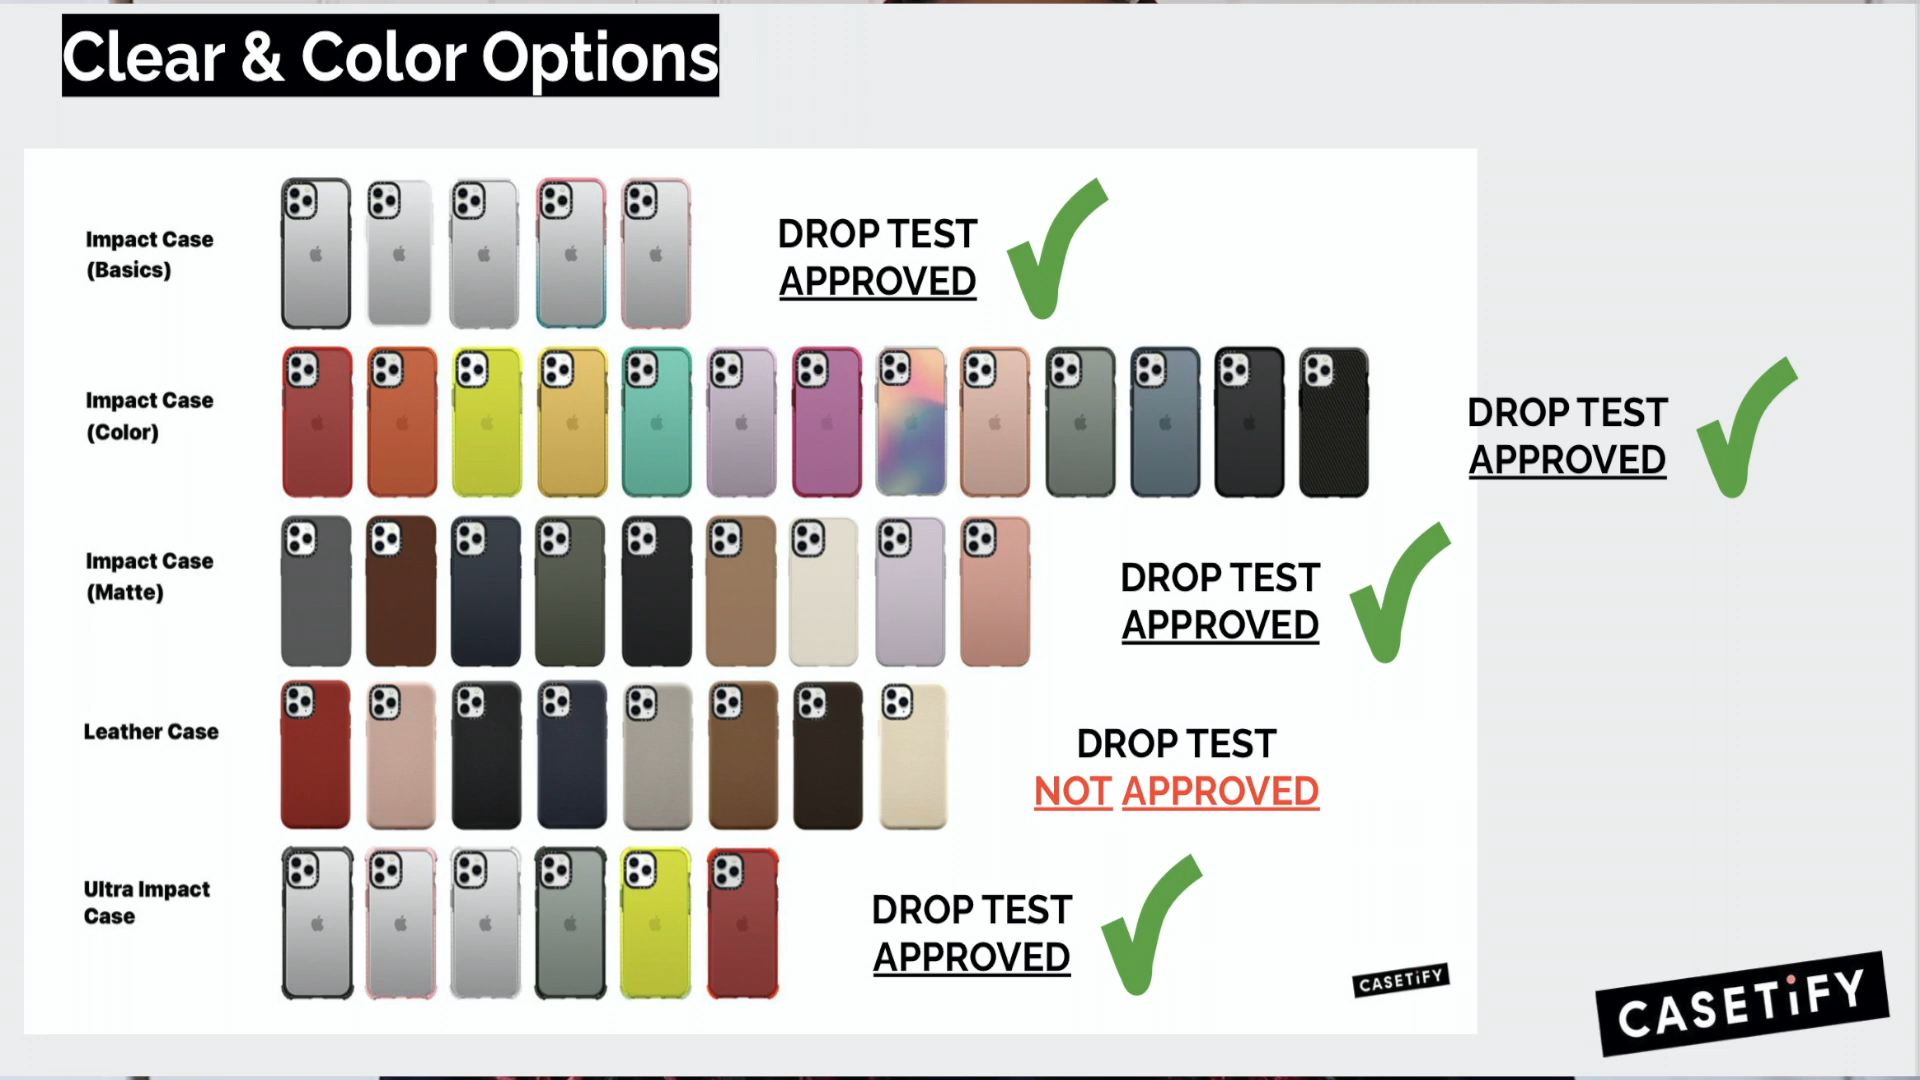 Clear & Color Options
Impact Case
(Basics)
DROP TEST
APPROVED
Impact Case
(Color)
DROP TEST
APPROVED
Impact Case
(Matte)
DROP TEST
APPROVED
Leather Case
DROP TEST
NOT APPROVED
Ultra Impact
Case
DROP TEST
APPROVED
CASETiFY
CASETiFY